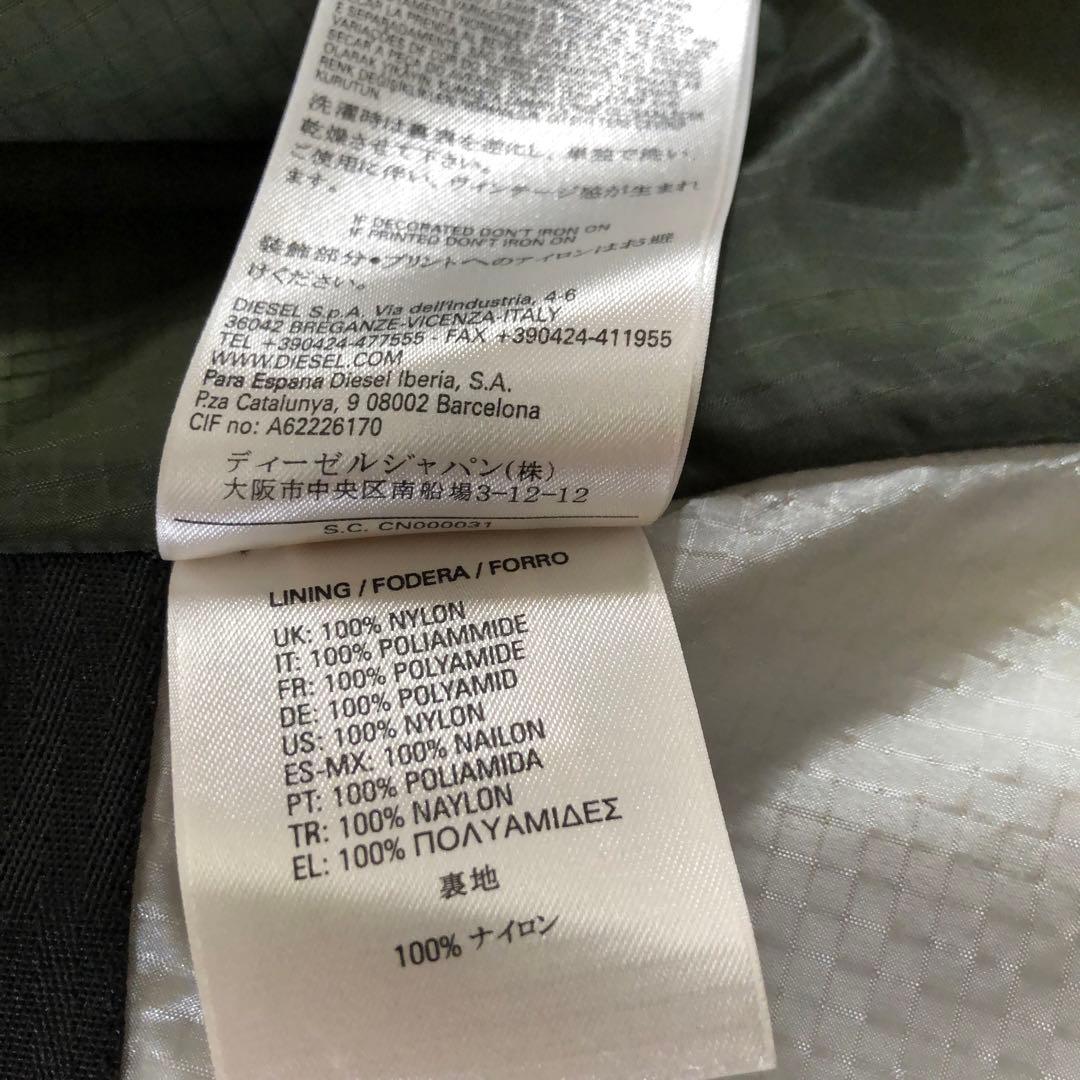 KURUTUN
洗濯時は裏表を逆化し、単独で洗い、
乾燥させて下さい。
ご使用に伴い、ヴィンテージ感が生まれ
ます。
IF DECORATED DON'T IRON ON
IF PRINTED DON'T IRON ON
装飾部分・プリントへのアイロンはお避
けください。
DIESEL S.p.A. Via dell'Industria, 4-6
36042 BREGANZE-VICENZA-ITALY
TEL +390424-477555 - FAX +390424-411955
WWW.DIESEL.COM
Para Espana Diesel Iberia, S.A.
P.za Catalunya, 9 08002 Barcelona
CIF no: A62226170
ディーゼルジャパン(株)
大阪市中央区南船場3-12-12
S.C. CN000031
LINING / FODERA / FORRO
UK: 100% NYLON
IT: 100% POLIAMMIDE
FR: 100% POLYAMIDE
DE: 100% POLYAMID
US: 100% NYLON
ES-MX: 100% NAILON
PT: 100% POLIAMIDA
TR: 100% NAYLON
EL: 100% ΠΟΛΥΑΜΙΔΕΣ
裏地
100% ナイロン